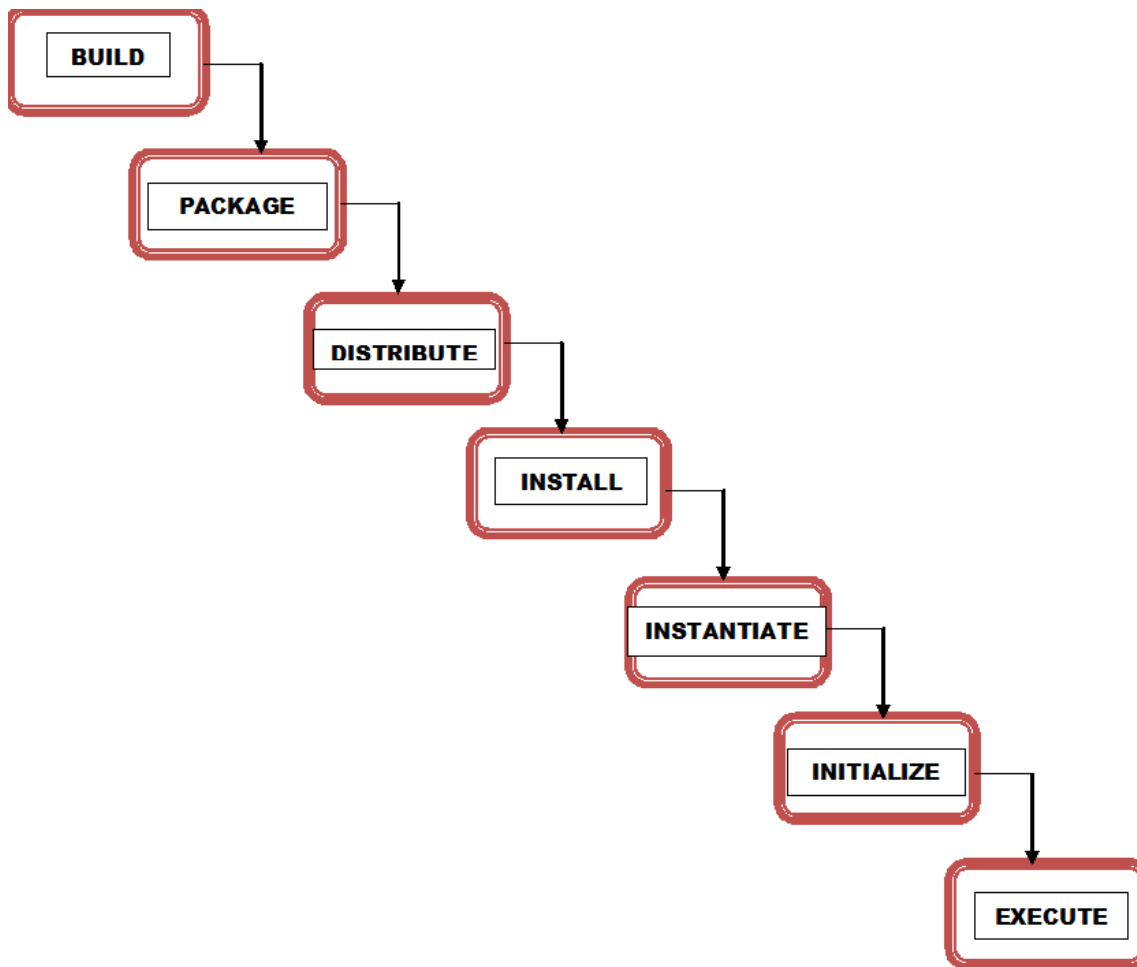 BUILD
PACKAGE
DISTRIBUTE
INSTALL
INSTANTIATE
INITIALIZE
EXECUTE